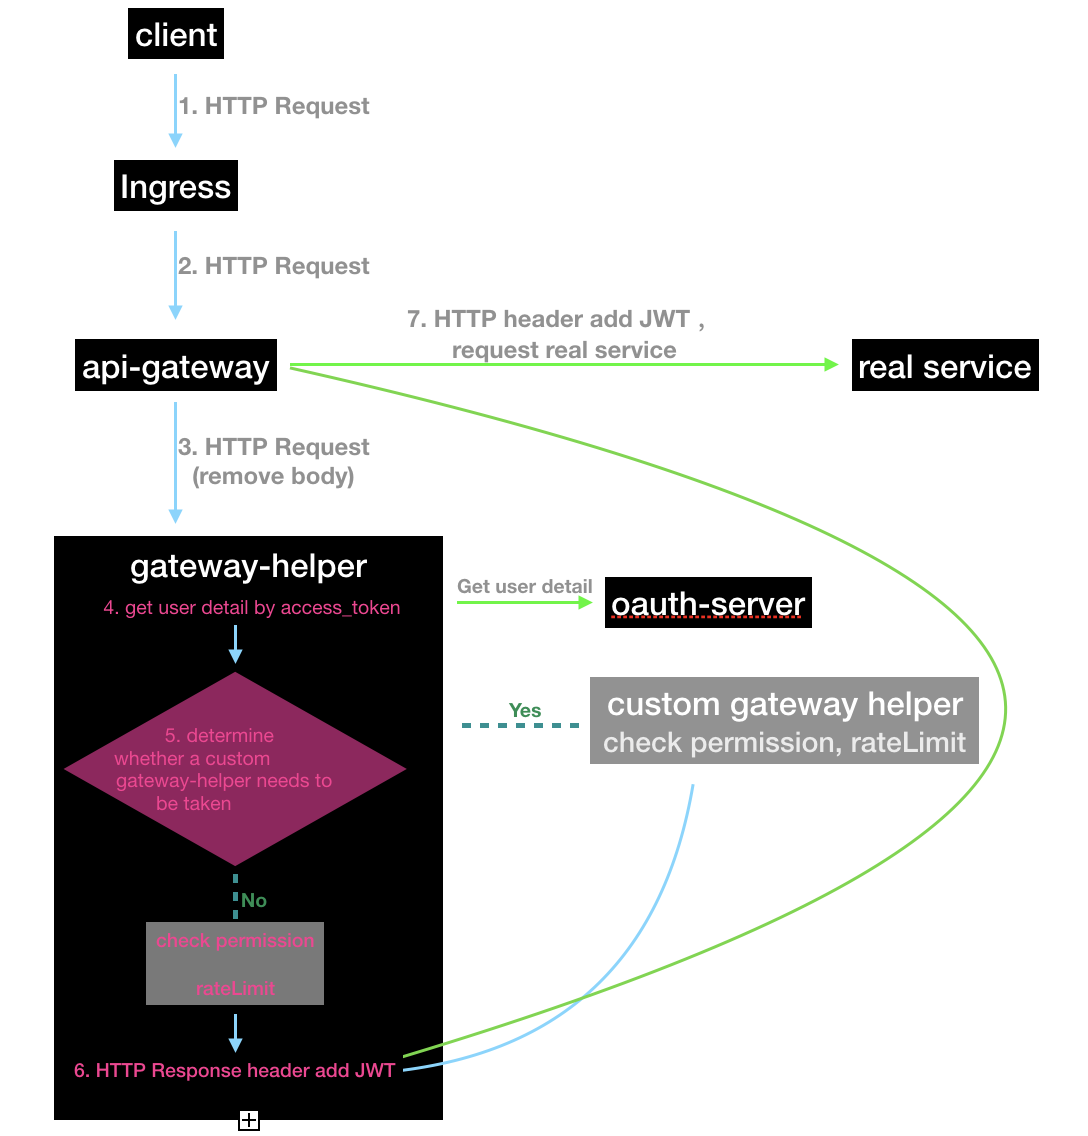 client
1. HTTP Request
Ingress
2. HTTP Request
7. HTTP header add JWT ,
request real service
api-gateway
real service
3. HTTP Request
(remove body)
gateway-helper
4. get user detail by access_token
Get user detail
oauth-server
5. determine
whether a custom
gateway-helper needs to
be taken
Yes
custom gateway helper
check permission, rateLimit
No
check permission
rateLimit
6. HTTP Response header add JWT